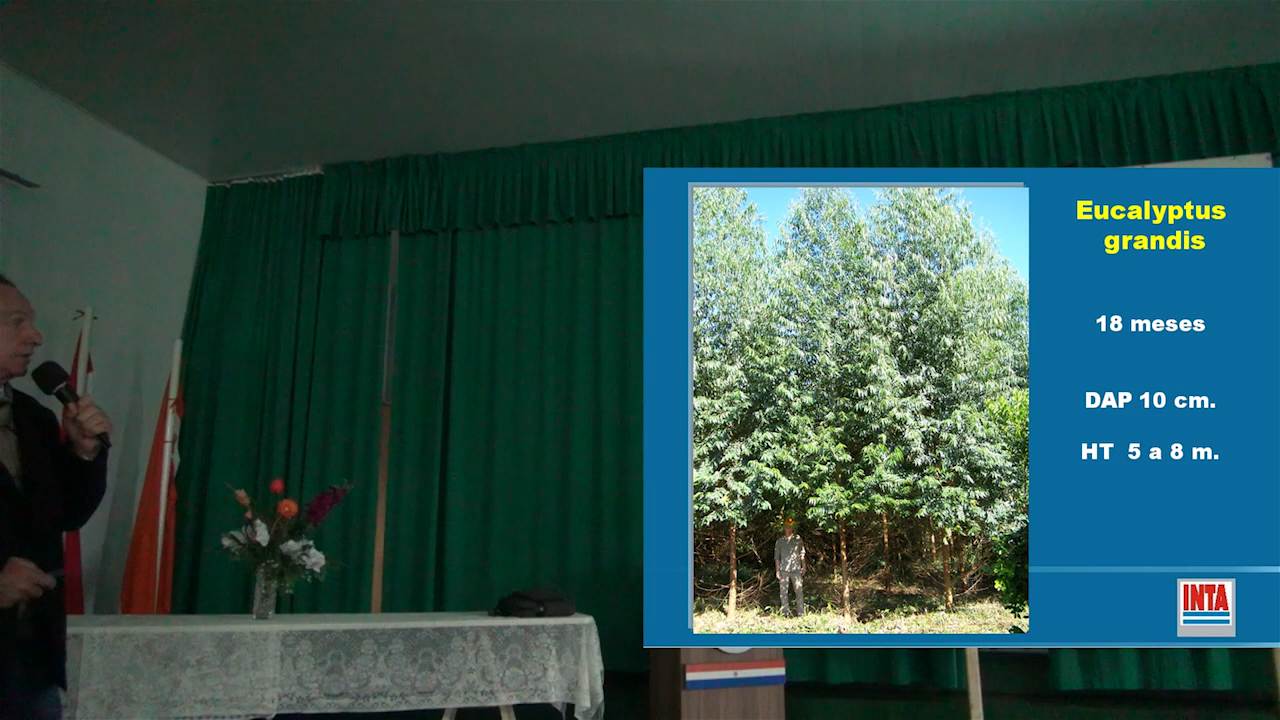 Eucalyptus
grandis
18 meses
DAP 10 cm.
HT 5 a 8 m.
INTA